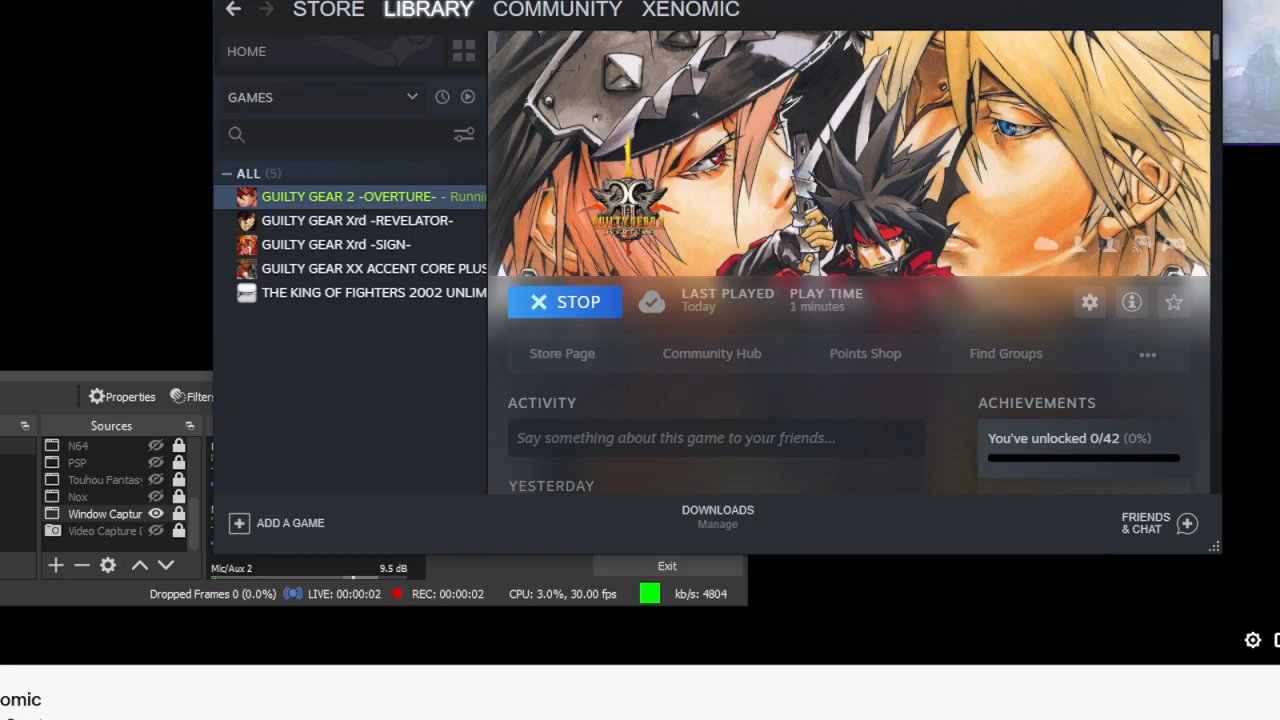 STORE LIBRARY COMMUNITY XENOMIC
HOME
GAMES
ALL (5)
GUILTY GEAR 2 -OVERTURE- - Runni
GUILTY GEAR Xrd -REVELATOR-
GUILTY GEAR Xrd -SIGN-
GUILTY GEAR XX ACCENT CORE PLUS
THE KING OF FIGHTERS 2002 UNLIM
GUILTY GEAR 2
OVERTURE
STOP
LAST PLAYED
Today
PLAY TIME
1 minutes
Store Page Community Hub Points Shop Find Groups
ACTIVITY
Say something about this game to your friends...
YESTERDAY
ACHIEVEMENTS
You've unlocked 0/42 (0%)
ADD A GAME
DOWNLOADS
Manage
FRIENDS
& CHAT
Properties Filters
Sources
N64
PSP
Touhou Fantas
Nox
Window Captur
Video Capture D
Mic/Aux 2 9.5 dB
Exit
Dropped Frames 0 (0.0%) LIVE: 00:00:02 REC: 00:00:02 CPU: 3.0%, 30.00 fps kb/s: 4804
omic